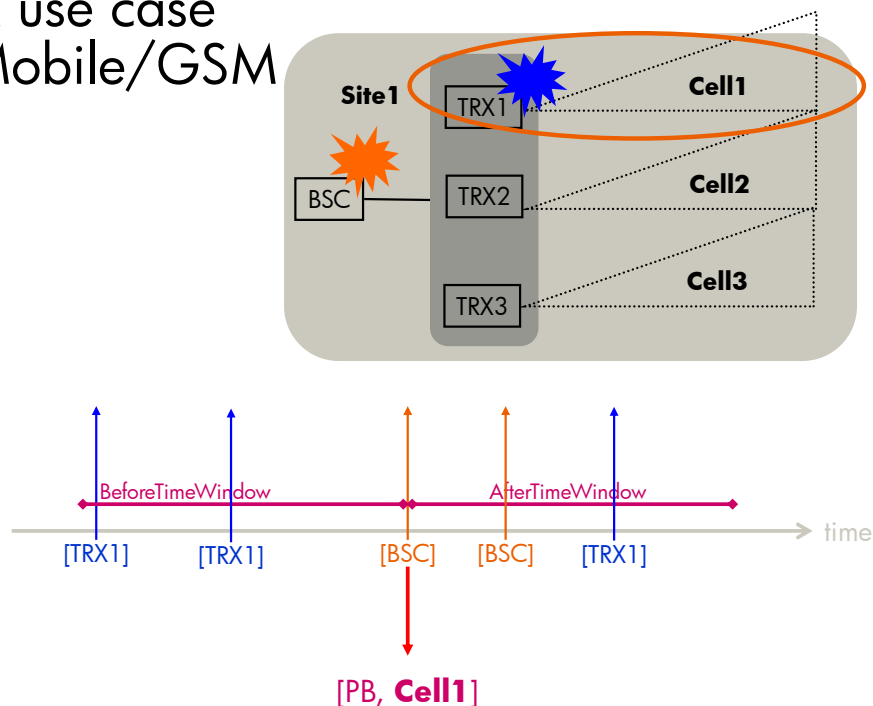 use case
Mobile/GSM
Site1
TRX1
Cell1
BSC
TRX2
Cell2
TRX3
Cell3
BeforeTimeWindow
AfterTimeWindow
time
[TRX1]
[TRX1]
[BSC]
[BSC]
[TRX1]
[PB, Cell1]